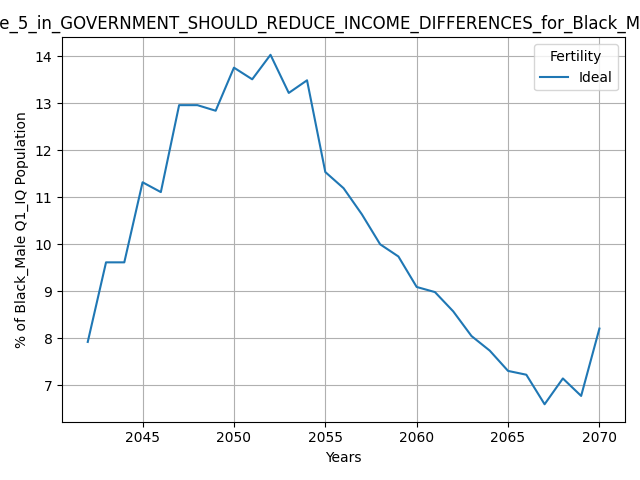 e_5_in_GOVERNMENT_SHOULD_REDUCE_INCOME_DIFFERENCES_for_Black_M
14
13
12
11
10
9
8
7
% of Black_Male Q1_IQ Population
Fertility
Ideal
2045
2050
2055
2060
2065
2070
Years